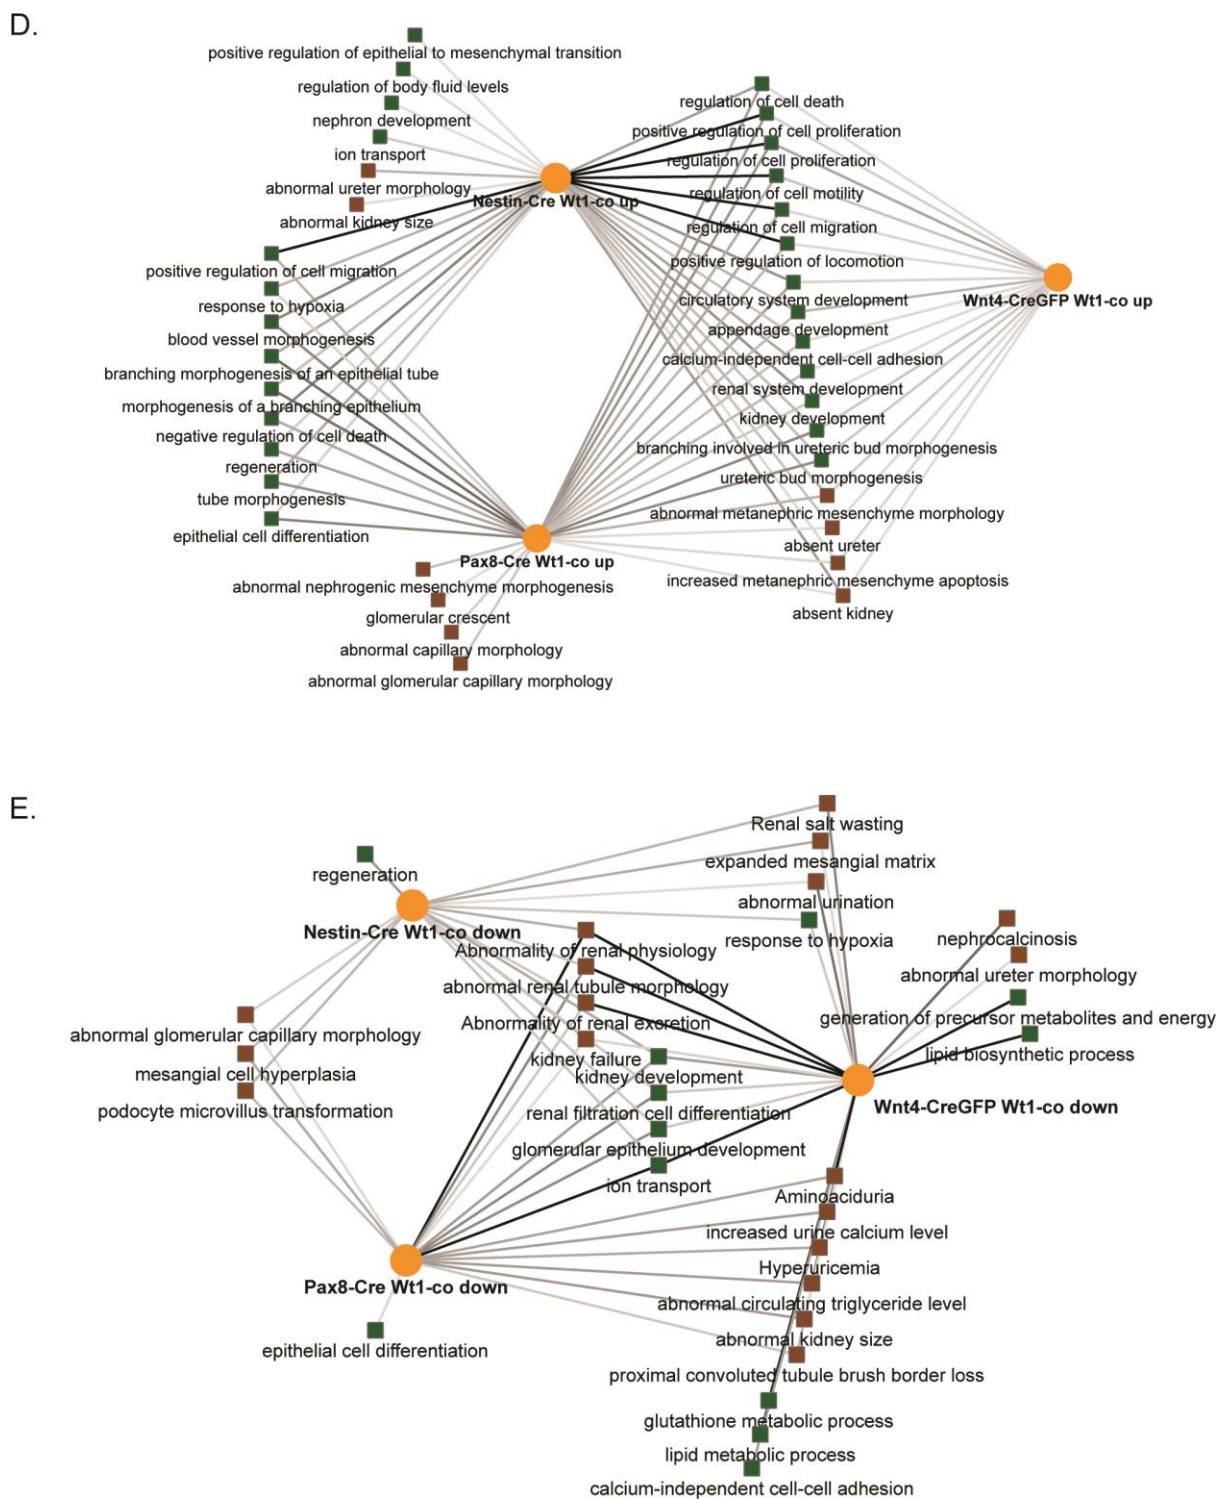 D.
positive regulation of epithelial to mesenchymal transition
regulation of body fluid levels
nephron development
ion transport
abnormal ureter morphology
abnormal kidney size
Nestin-Cre Wt1-co up
regulation of cell death
positive regulation of cell proliferation
regulation of cell proliferation
regulation of cell motility
regulation of cell migration
positive regulation of locomotion
circulatory system development
appendage development
calcium-independent cell-cell adhesion
renal system development
kidney development
branching involved in ureteric bud morphogenesis
ureteric bud morphogenesis
abnormal metanephric mesenchyme morphology
absent ureter
increased metanephric mesenchyme apoptosis
absent kidney
Wnt4-CreGFP Wt1-co up
positive regulation of cell migration
response to hypoxia
blood vessel morphogenesis
branching morphogenesis of an epithelial tube
morphogenesis of a branching epithelium
negative regulation of cell death
regeneration
tube morphogenesis
epithelial cell differentiation
Pax8-Cre Wt1-co up
abnormal nephrogenic mesenchyme morphogenesis
glomerular crescent
abnormal capillary morphology
abnormal glomerular capillary morphology
E.
regeneration
Nestin-Cre Wt1-co down
Renal salt wasting
expanded mesangial matrix
abnormal urination
response to hypoxia
nephrocalcinosis
abnormal ureter morphology
generation of precursor metabolites and energy
lipid biosynthetic process
Abnormality of renal physiology
abnormal renal tubule morphology
Abnormality of renal excretion
kidney failure
kidney development
renal filtration cell differentiation
glomerular epithelium development
ion transport
Wnt4-CreGFP Wt1-co down
abnormal glomerular capillary morphology
mesangial cell hyperplasia
podocyte microvillus transformation
Pax8-Cre Wt1-co down
epithelial cell differentiation
Aminoaciduria
increased urine calcium level
Hyperuricemia
abnormal circulating triglyceride level
abnormal kidney size
proximal convoluted tubule brush border loss
glutathione metabolic process
lipid metabolic process
calcium-independent cell-cell adhesion